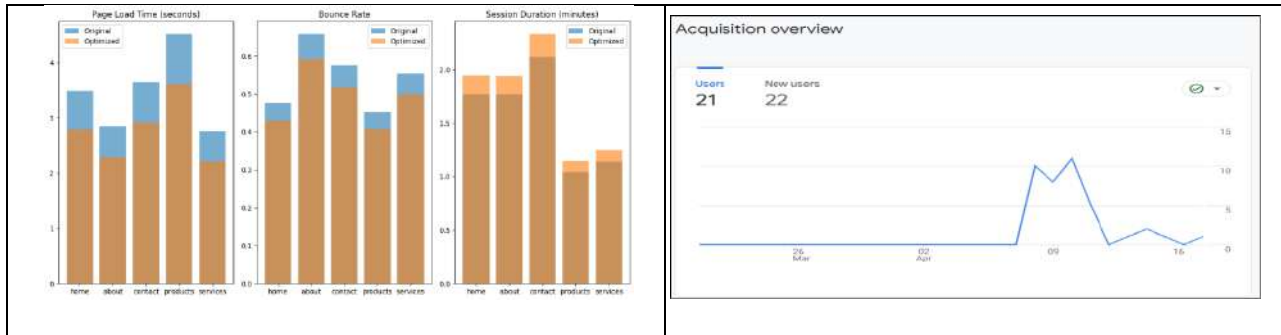 Page Load Time (seconds)
Original
Optimized
4
3
2
1
0
home about contact products services
Bounce Rate
Original
Optimized
0.6
0.5
0.4
0.3
0.2
0.1
0.0
home about contact products services
Session Duration (minutes)
Original
Optimized
2.0
1.5
1.0
0.5
0.0
home about contact products services
Acquisition overview
Users New users
21 22
15
10
5
0
26 02 09 16
Mar Apr